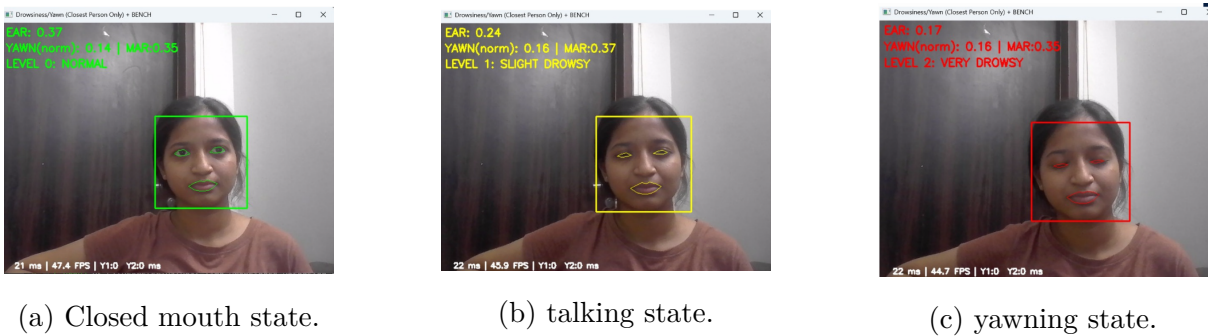 Drowsiness/Yawn (Closest Person Only) + BENCH
EAR: 0.37
YAWN(norm): 0.14 | MAR:0.35
LEVEL 0: NORMAL
21 ms | 47.4 FPS | Y1:0 Y2:0 ms
(a) Closed mouth state.
Drowsiness/Yawn (Closest Person Only) + BENCH
EAR: 0.24
YAWN(norm): 0.16 | MAR:0.37
LEVEL 1: SLIGHT DROWSY
22 ms | 45.9 FPS | Y1:0 Y2:0 ms
(b) talking state.
Drowsiness/Yawn (Closest Person Only) + BENCH
EAR: 0.17
YAWN(norm): 0.16 | MAR:0.35
LEVEL 2: VERY DROWSY
22 ms | 44.7 FPS | Y1:0 Y2:0 ms
(c) yawning state.